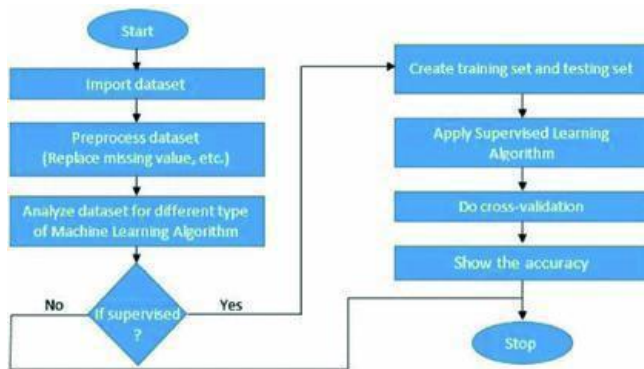 Start
Import dataset
Preprocess dataset
(Replace missing value, etc.)
Analyze dataset for different type
of Machine Learning Algorithm
If supervised
?
No
Yes
Create training set and testing set
Apply Supervised Learning
Algorithm
Do cross-validation
Show the accuracy
Stop